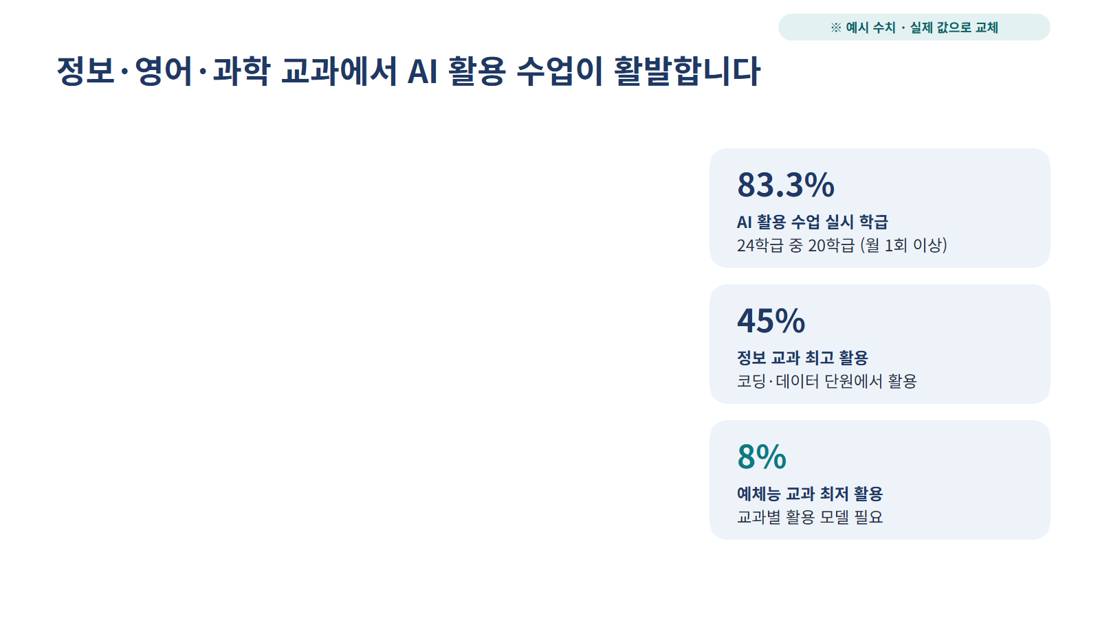 ※ 예시 수치 · 실제 값으로 교체
정보·영어·과학 교과에서 AI 활용 수업이 활발합니다
83.3%
AI 활용 수업 실시 학급
24학급 중 20학급 (월 1회 이상)
45%
정보 교과 최고 활용
코딩·데이터 단원에서 활용
8%
예체능 교과 최저 활용
교과별 활용 모델 필요